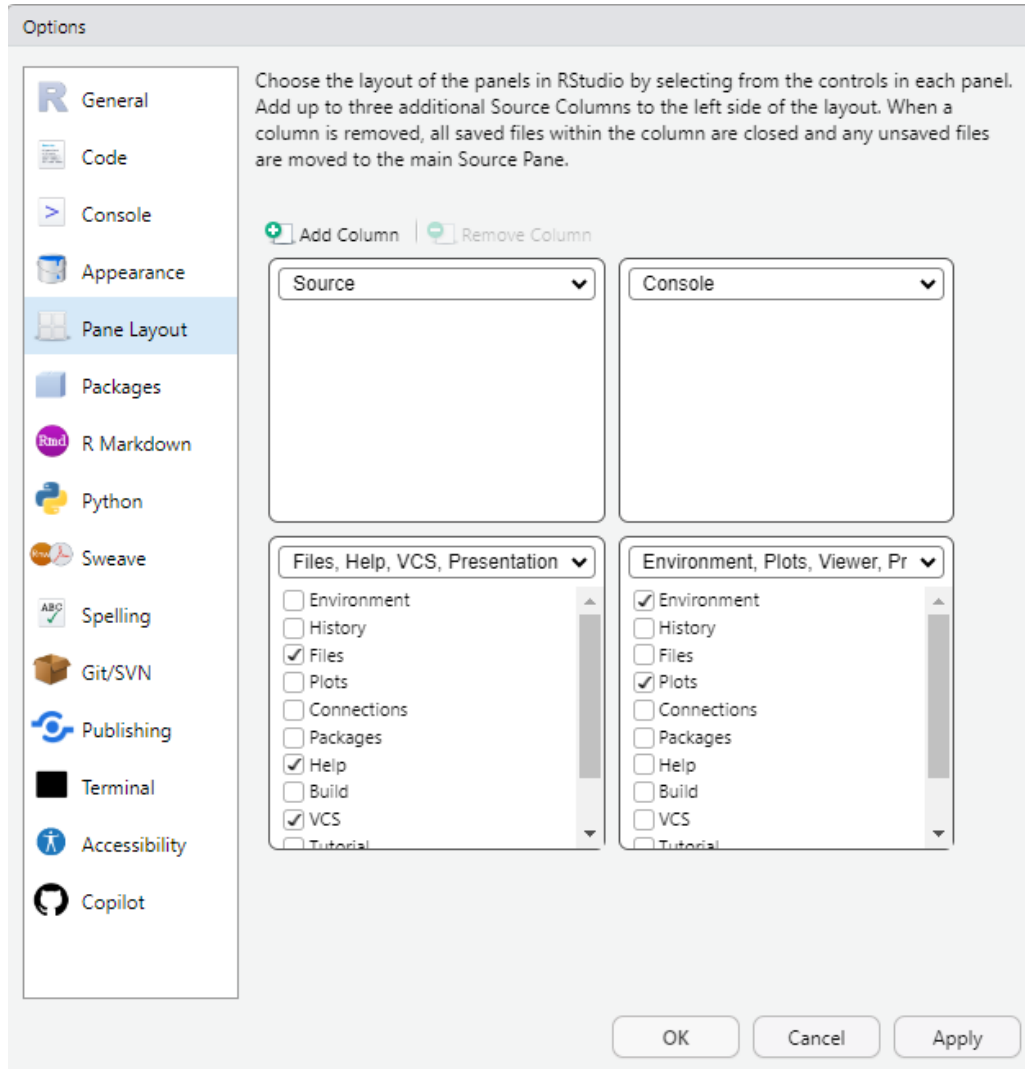 Options
General
Code
Console
Appearance
Pane Layout
Packages
Rmd R Markdown
Python
Sweave
ABC Spelling
Git/SVN
Publishing
Terminal
Accessibility
Copilot
Choose the layout of the panels in RStudio by selecting from the controls in each panel.
Add up to three additional Source Columns to the left side of the layout. When a
column is removed, all saved files within the column are closed and any unsaved files
are moved to the main Source Pane.
Add Column Remove Column
Source
Console
Files, Help, VCS, Presentation
Environment
History
Files
Plots
Connections
Packages
Help
Build
VCS
Tutorial
Environment, Plots, Viewer, Pr
Environment
History
Files
Plots
Connections
Packages
Help
Build
VCS
Tutorial
OK Cancel Apply